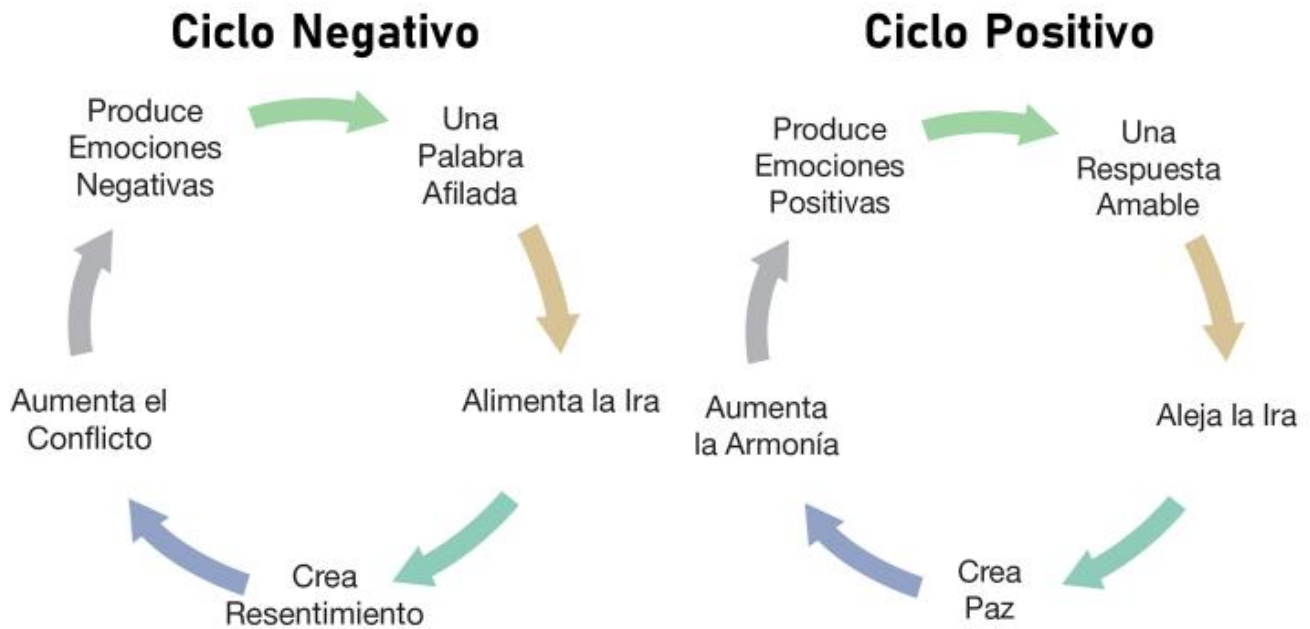 Ciclo Negativo
Produce
Emociones
Negativas
Una
Palabra
Afilada
Alimenta la Ira
Crea
Resentimiento
Aumenta el
Conflicto
Ciclo Positivo
Produce
Emociones
Positivas
Una
Respuesta
Amable
Aleja la Ira
Crea
Paz
Aumenta
la Armonía